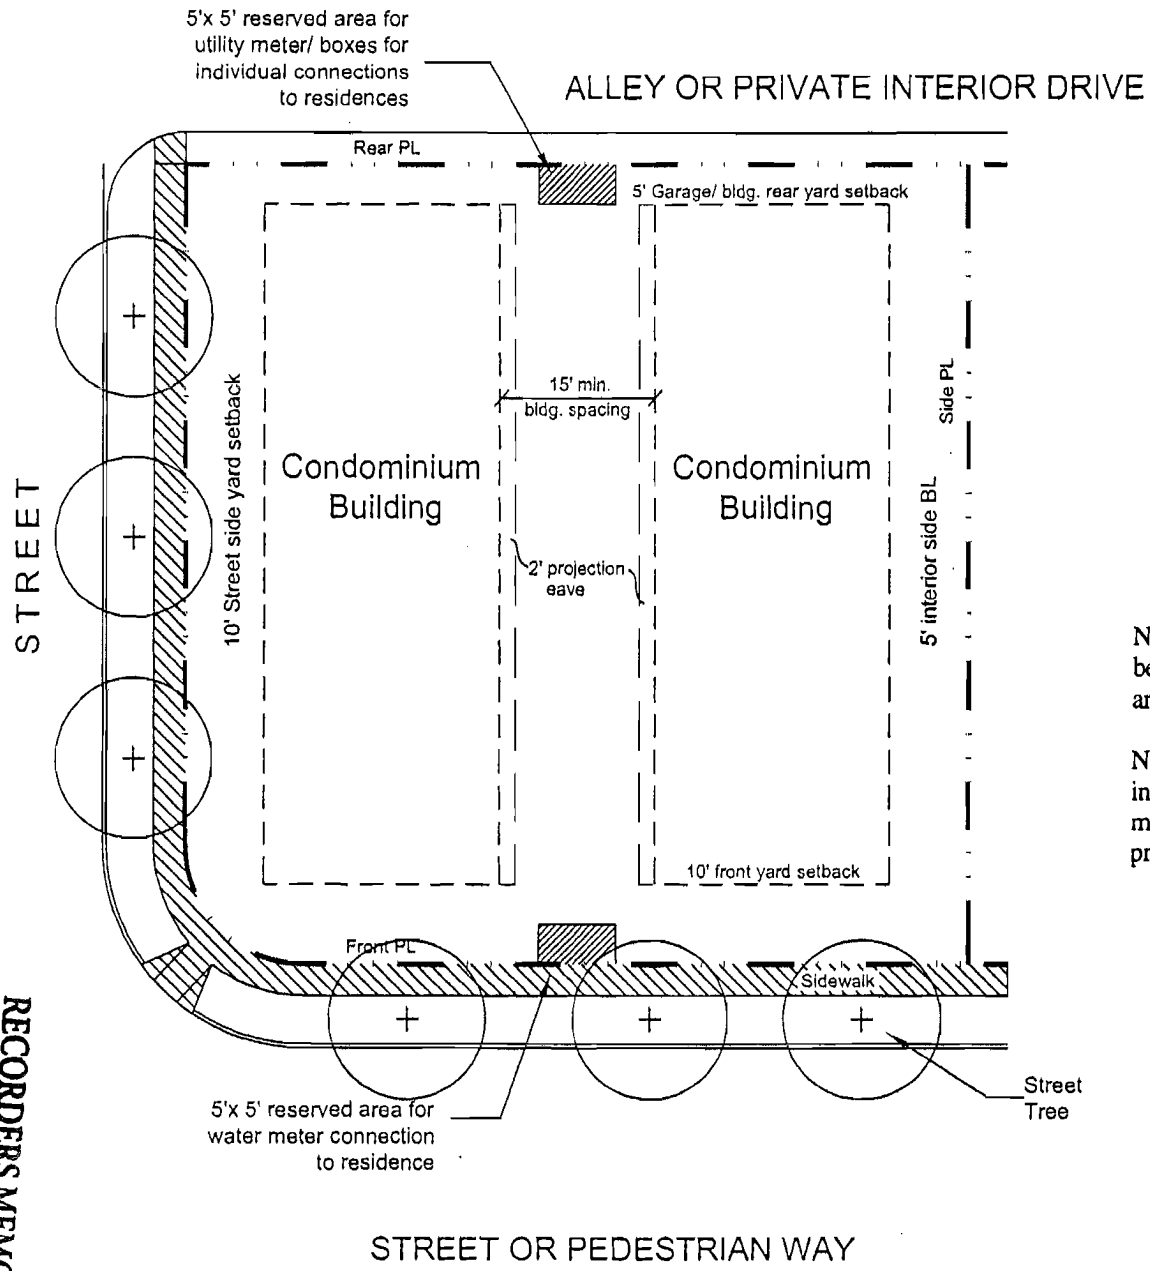 5'x 5' reserved area for
utility meter/ boxes for
individual connections
to residences
ALLEY OR PRIVATE INTERIOR DRIVE
Rear PL
5' Garage/ bldg. rear yard setback
10' Street side yard setback
15' min.
bldg. spacing
Side PL
Condominium
Building
Condominium
Building
STREET
2' projection
eave
5' interior side BL
10' front yard setback
Front PL
Sidewalk
5'x 5' reserved area for
water meter connection
to residence
Street
Tree
STREET OR PEDESTRIAN WAY
RECORDERS